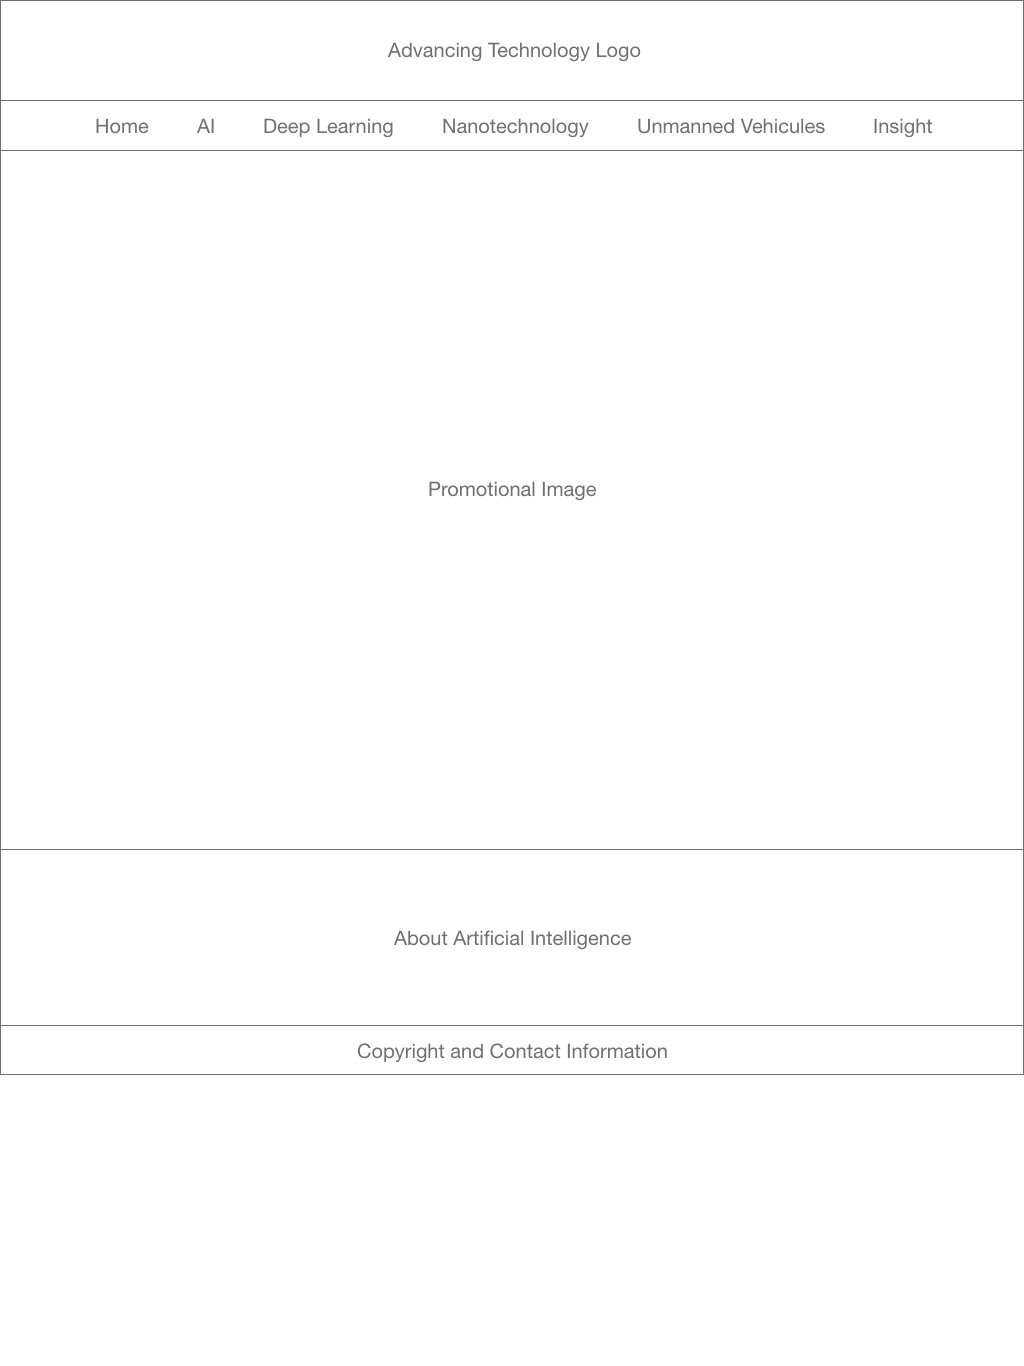 Advancing Technology Logo
Home AI Deep Learning Nanotechnology Unmanned Vehicules Insight
Promotional Image
About Artificial Intelligence
Copyright and Contact Information